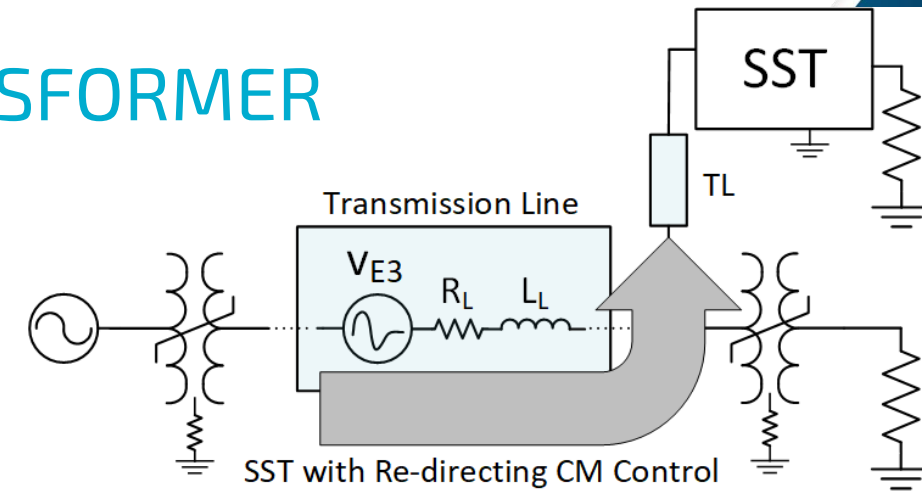 SFORMER
SST
TL
Transmission Line
VE3
RL
LL
SST with Re-directing CM Control